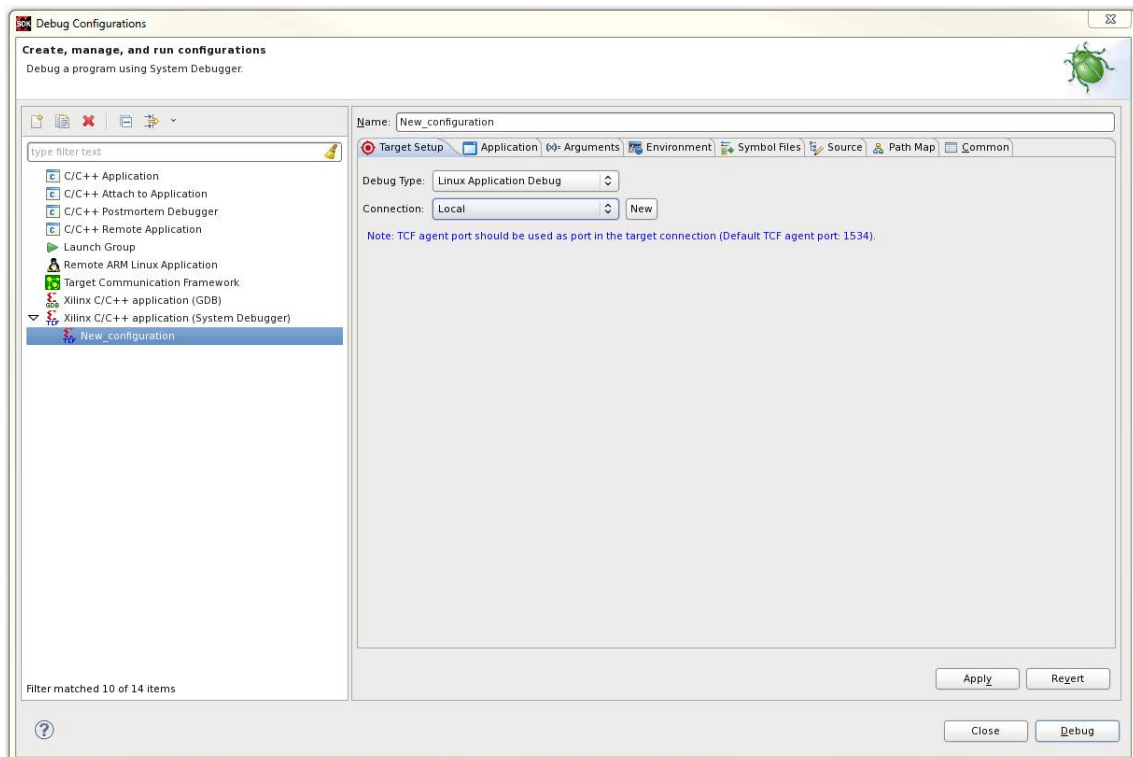 SDK Debug Configurations
Create, manage, and run configurations
Debug a program using System Debugger.
type filter text
C/C++ Application
C/C++ Attach to Application
C/C++ Postmortem Debugger
C/C++ Remote Application
Launch Group
Remote ARM Linux Application
Target Communication Framework
GDB Xilinx C/C++ application (GDB)
TCF Xilinx C/C++ application (System Debugger)
TCF New_configuration
Filter matched 10 of 14 items
Name: New_configuration
Target Setup Application (x)= Arguments Environment Symbol Files Source Path Map Common
Debug Type: Linux Application Debug
Connection: Local New
Note: TCF agent port should be used as port in the target connection (Default TCF agent port: 1534).
Apply Revert
? Close Debug